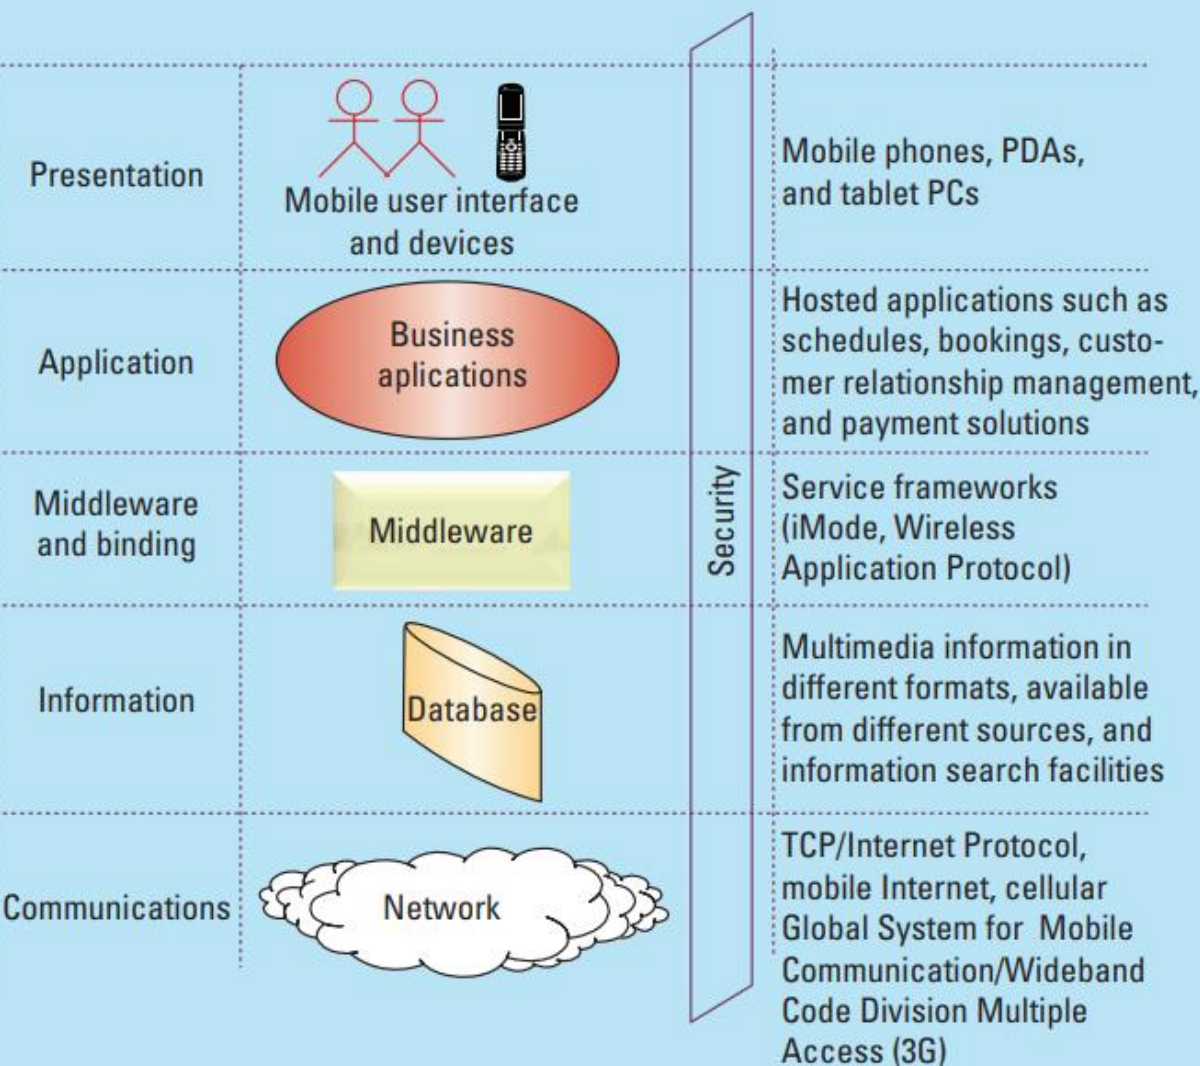 Presentation
Mobile user interface
and devices
Mobile phones, PDAs,
and tablet PCs
Application
Business
aplications
Hosted applications such as
schedules, bookings, custo-
mer relationship management,
and payment solutions
Middleware
and binding
Middleware
Security
Service frameworks
(iMode, Wireless
Application Protocol)
Information
Database
Multimedia information in
different formats, available
from different sources, and
information search facilities
Communications
Network
TCP/Internet Protocol,
mobile Internet, cellular
Global System for Mobile
Communication/Wideband
Code Division Multiple
Access (3G)